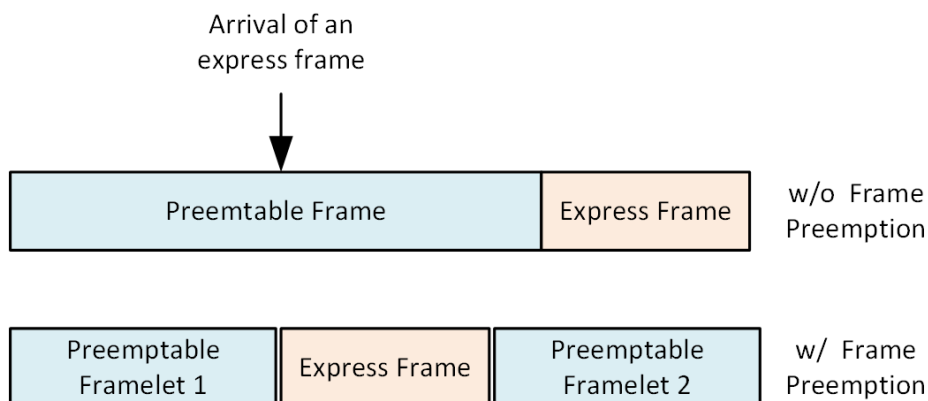 Arrival of an
express frame
Preemtable Frame
Express Frame
w/o Frame
Preemption
Preemptable
Framelet 1
Express Frame
Preemptable
Framelet 2
w/ Frame
Preemption